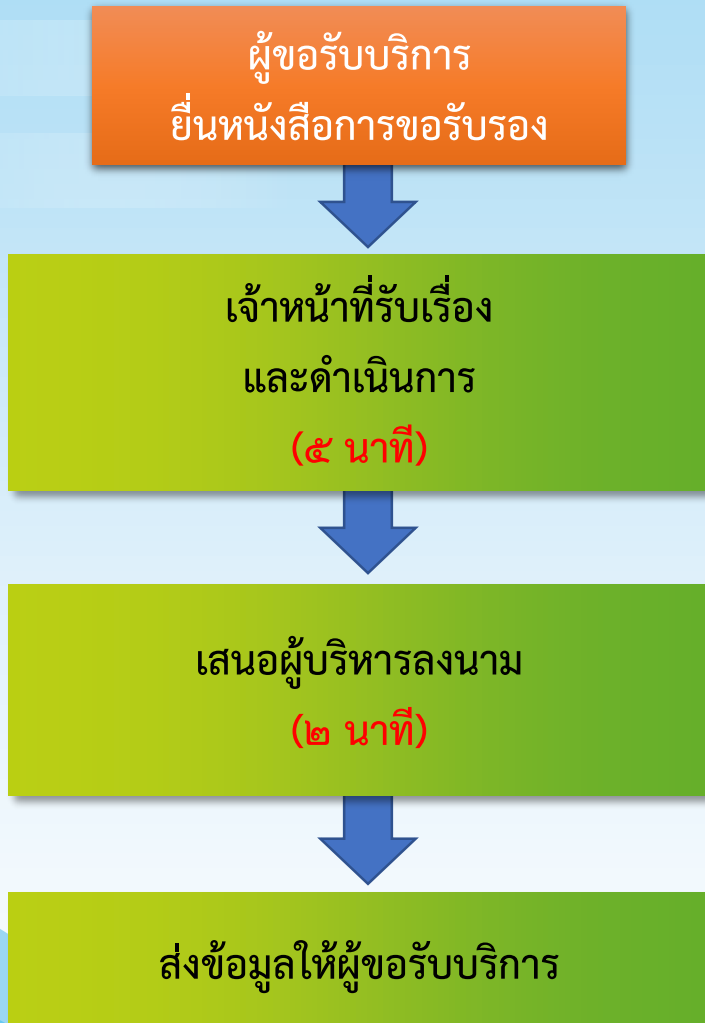 ผู้ขอรับบริการ
ยื่นหนังสือการขอรับรอง
เจ้าหน้าที่รับเรื่อง
และดำเนินการ
(๕ นาที)
เสนอผู้บริหารลงนาม
(๒ นาที)
ส่งข้อมูลให้ผู้ขอรับบริการ